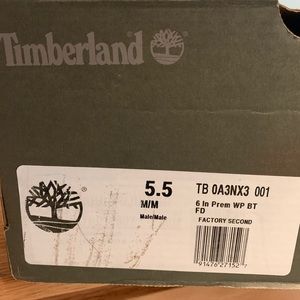 Timberland
5.5
M/M
Male/Male
TB 0A3NX3 001
6 In Prem WP BT
FD
FACTORY SECOND